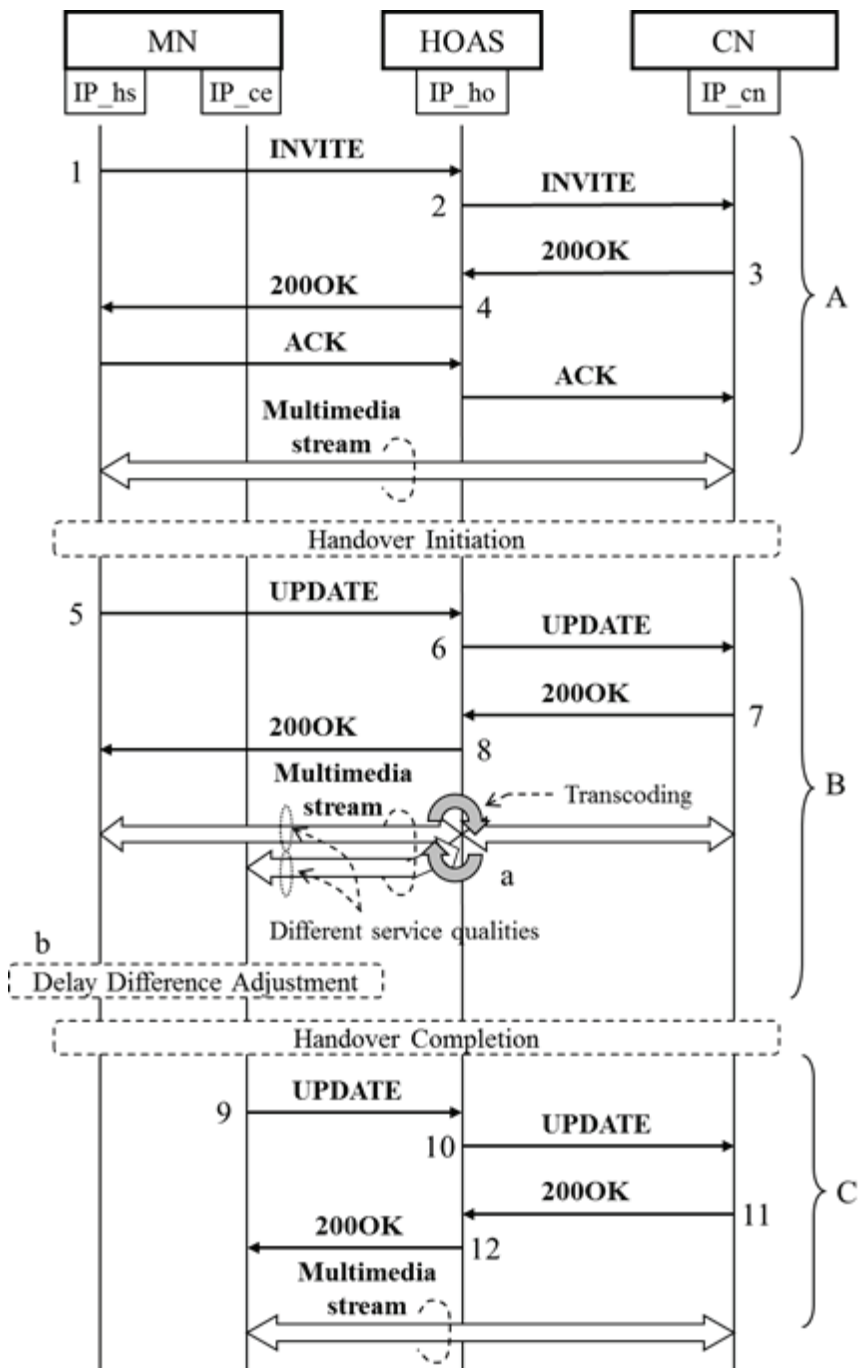 MN
HOAS
CN
IP_hs
IP_ce
IP_ho
IP_cn
INVITE
1
INVITE
2
200OK
3
200OK
4
A
ACK
ACK
Multimedia
stream
Handover Initiation
UPDATE
5
UPDATE
6
200OK
7
200OK
8
Multimedia
stream
Transcoding
B
a
Different service qualities
b
Delay Difference Adjustment
Handover Completion
UPDATE
9
UPDATE
10
200OK
11
C
200OK
12
Multimedia
stream